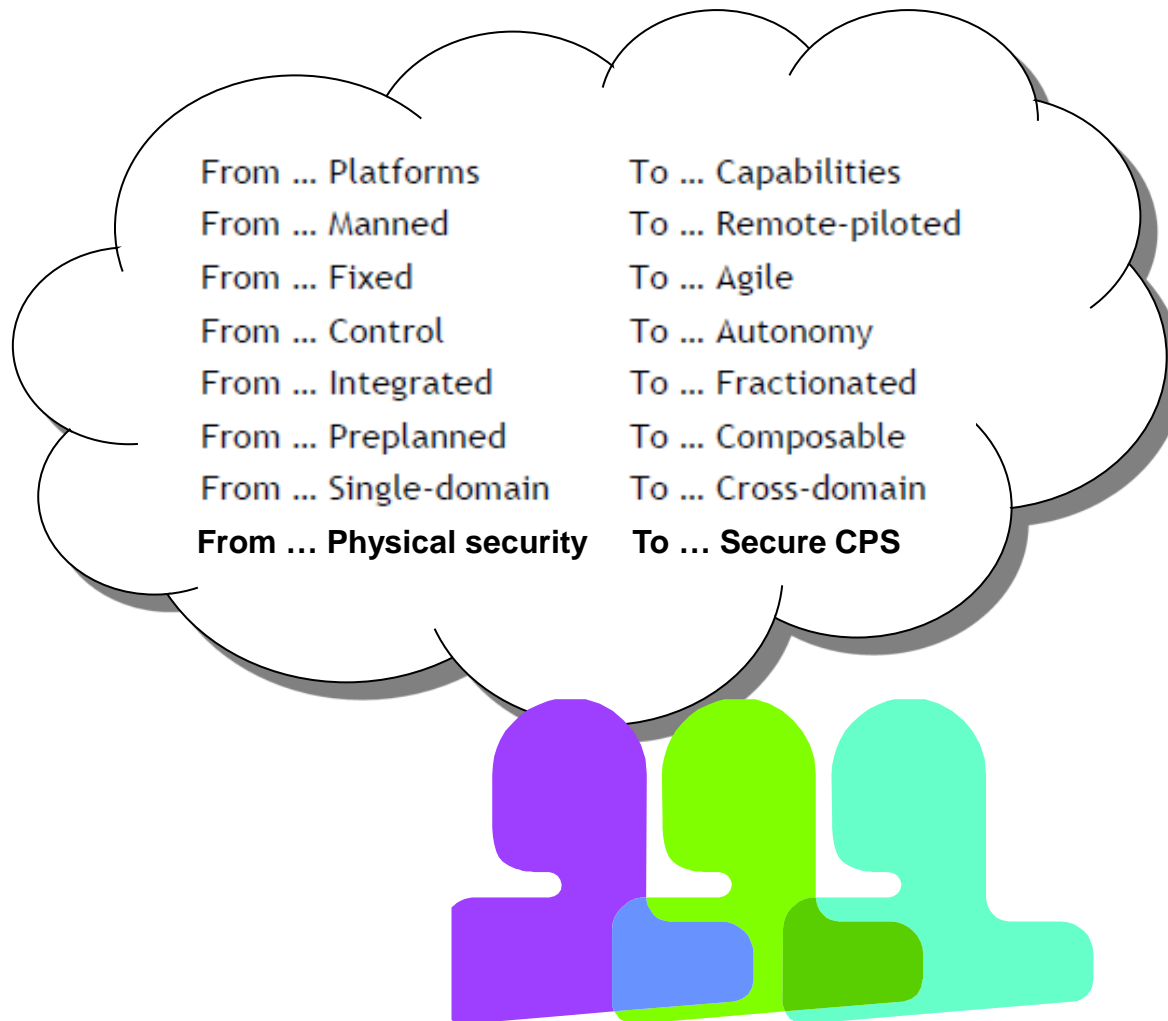 From ... Platforms To ... Capabilities
From ... Manned To ... Remote-piloted
From ... Fixed To ... Agile
From ... Control To ... Autonomy
From ... Integrated To ... Fractionated
From ... Preplanned To ... Composable
From ... Single-domain To ... Cross-domain
From … Physical security To … Secure CPS